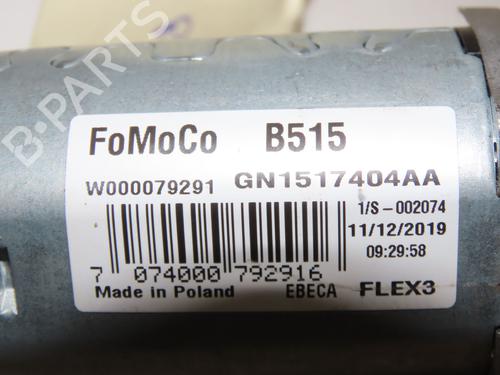 B-PARTS
FoMoCo B515
W000079291 GN1517404AA
1/S-002074
11/12/2019
09:29:58
7 074000 792916
Made in Poland EBECA FLEX3